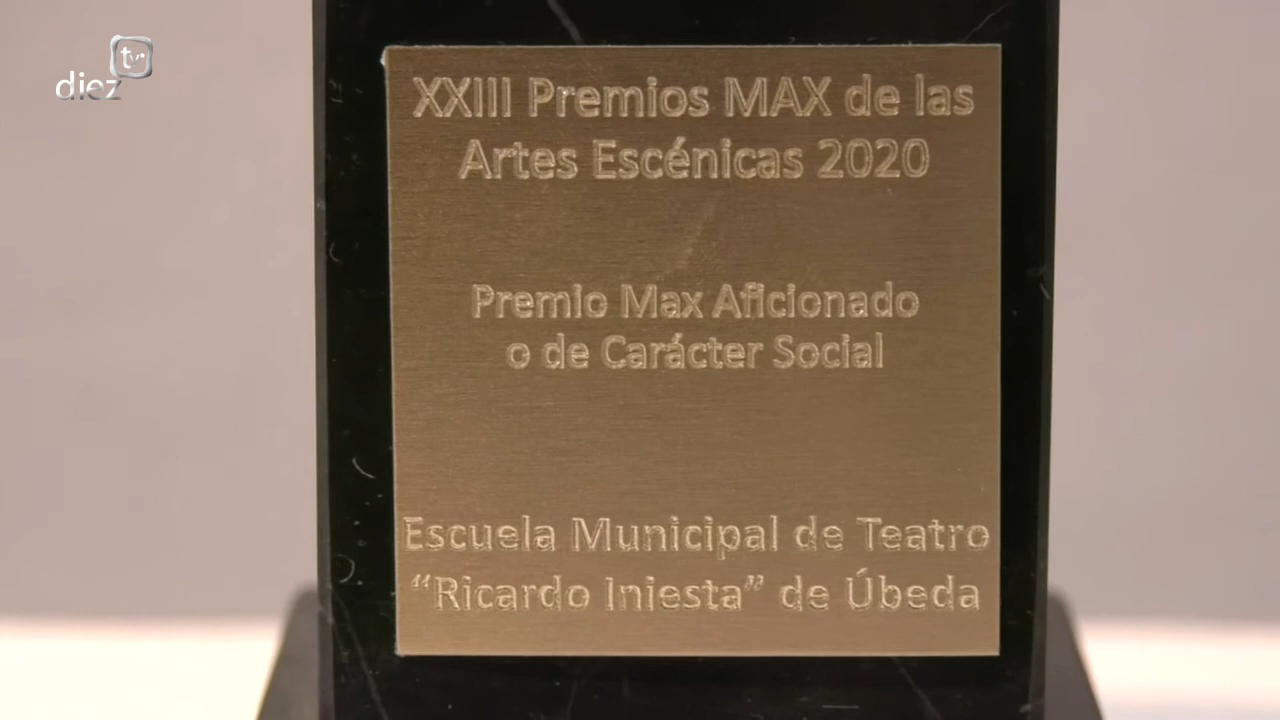 diez tv
XXIII Premios MAX de las
Artes Escénicas 2020
Premio Max Aficionado
o de Carácter Social
Escuela Municipal de Teatro
“Ricardo Iniesta” de Úbeda